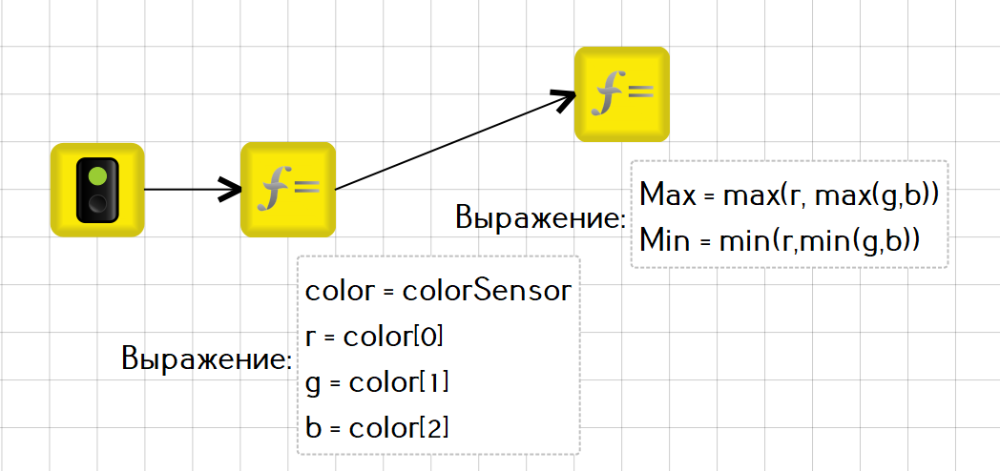 Выражение:
color = colorSensor
r = color[0]
g = color[1]
b = color[2]
Выражение:
Max = max(r, max(g,b))
Min = min(r,min(g,b))